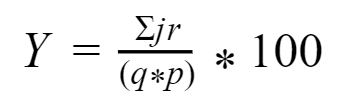 Y = Σjr / (q*p) * 100